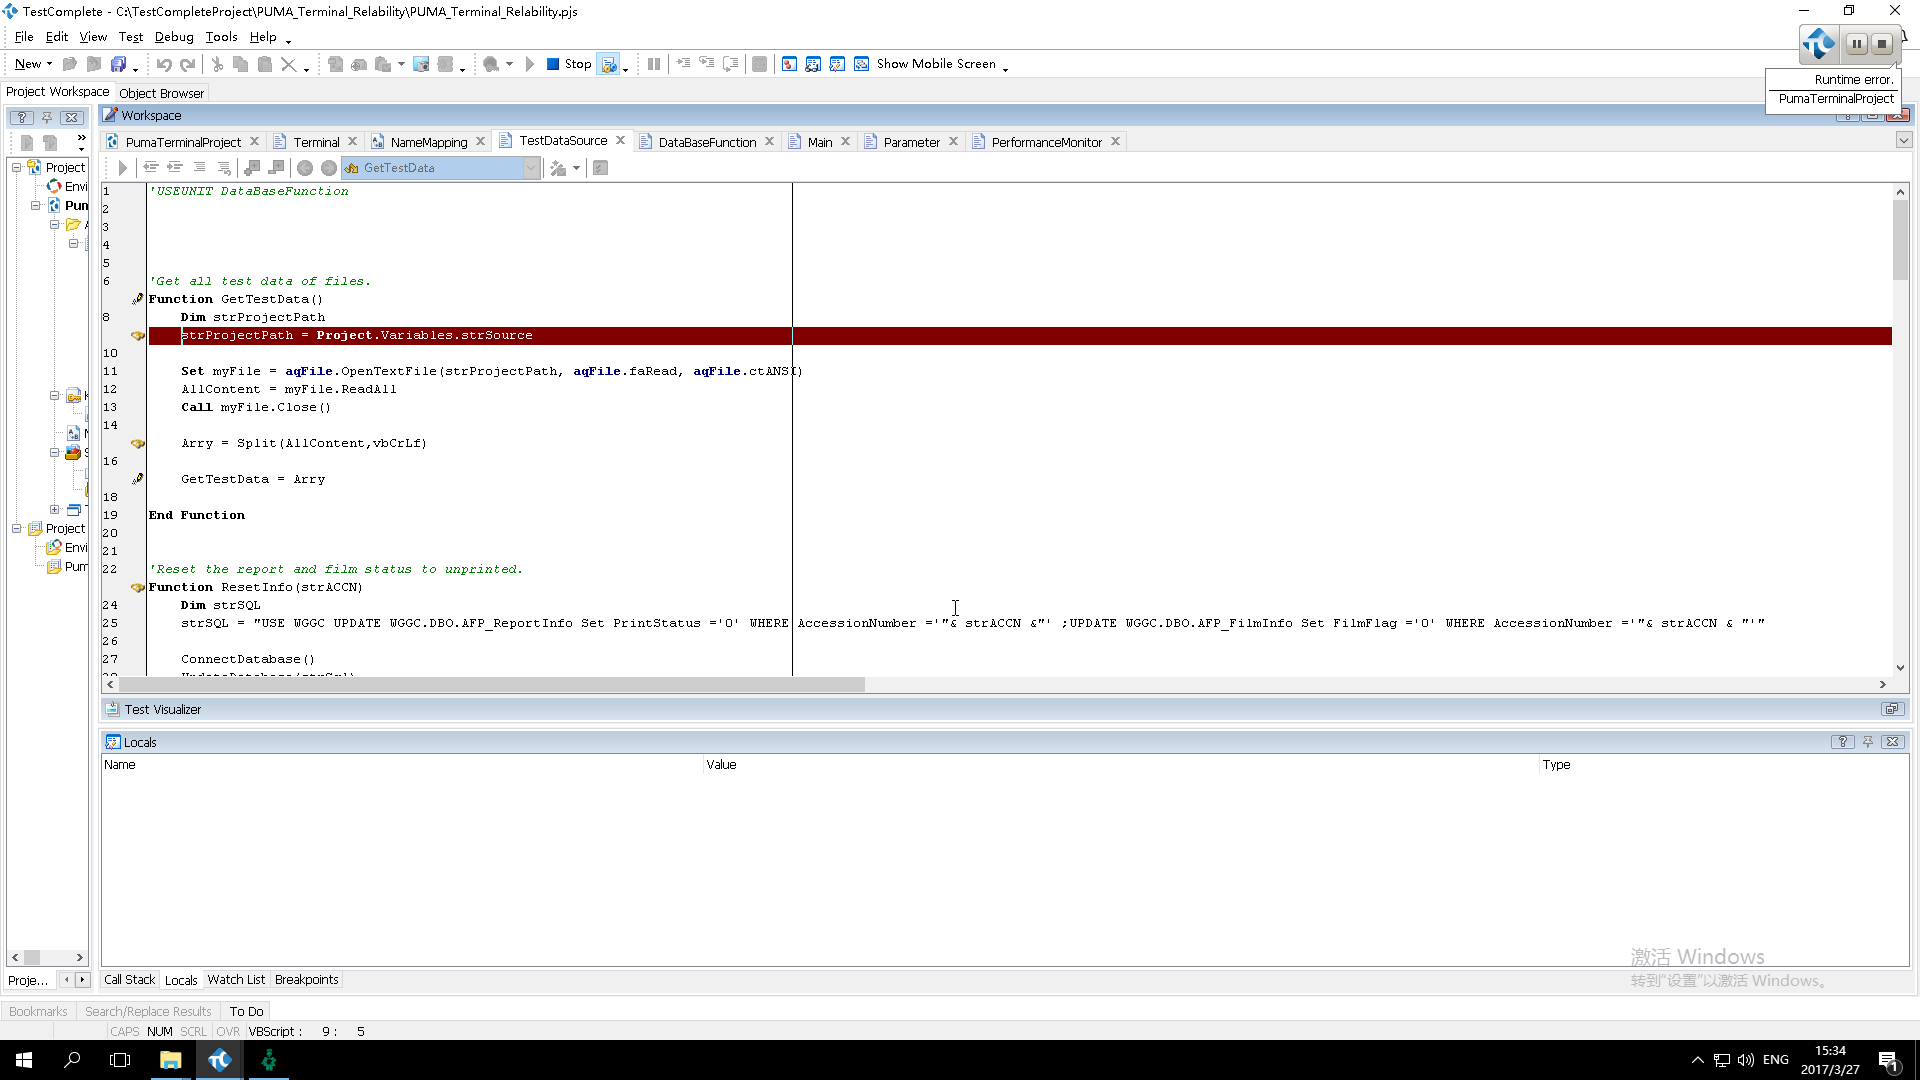 TestComplete - C:\TestCompleteProject\PUMA_Terminal_Relability\PUMA_Terminal_Relability.pjs
File Edit View Test Debug Tools Help
New Stop Show Mobile Screen
Runtime error.
PumaTerminalProject
Project Workspace Object Browser
Workspace
PumaTerminalProject Terminal NameMapping TestDataSource DataBaseFunction Main Parameter PerformanceMonitor
GetTestData
Project
Envi
Pun
Project
Envi
Pum
1 'USEUNIT DataBaseFunction
2
3
4
5
6 'Get all test data of files.
Function GetTestData()
8 Dim strProjectPath
strProjectPath = Project.Variables.strSource
10
11 Set myFile = aqFile.OpenTextFile(strProjectPath, aqFile.faRead, aqFile.ctANSI)
12 AllContent = myFile.ReadAll
13 Call myFile.Close()
14
Arry = Split(AllContent,vbCrLf)
16
GetTestData = Arry
18
19 End Function
20
21
22 'Reset the report and film status to unprinted.
Function ResetInfo(strACCN)
24 Dim strSQL
25 strSQL = "USE WGGC UPDATE WGGC.DBO.AFP_ReportInfo Set PrintStatus ='0' WHERE AccessionNumber ='"& strACCN &"' ;UPDATE WGGC.DBO.AFP_FilmInfo Set FilmFlag ='0' WHERE AccessionNumber ='"& strACCN & "'"
26
27 ConnectDatabase()
Test Visualizer
Locals
Name Value Type
激活 Windows
转到“设置”以激活 Windows。
Proje...
Call Stack Locals Watch List Breakpoints
Bookmarks Search/Replace Results To Do
CAPS NUM SCRL OVR VBScript : 9 : 5
ENG
15:34
2017/3/27
1